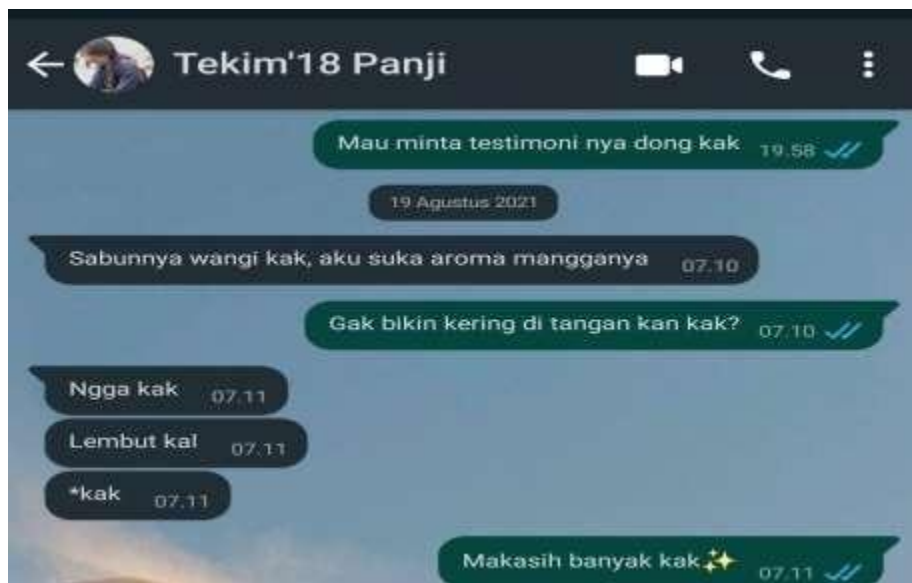 Tekim'18 Panji
Mau minta testimoni nya dong kak 19.58
19 Agustus 2021
Sabunnya wangi kak, aku suka aroma mangganya 07.10
Gak bikin kering di tangan kan kak? 07.10
Ngga kak 07.11
Lembut kal 07.11
*kak 07.11
Makasih banyak kak✨ 07.11